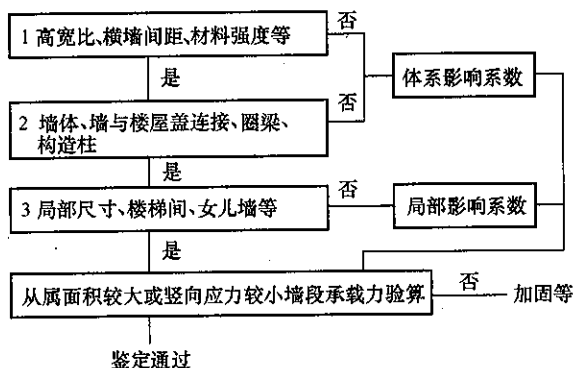 1 高宽比、横墙间距、材料强度等
否
是
体系影响系数
否
2 墙体、墙与楼屋盖连接、圈梁、
构造柱
是
否
3 局部尺寸、楼梯间、女儿墙等
局部影响系数
是
从属面积较大或竖向应力较小墙段承载力验算
否
加固等
鉴定通过